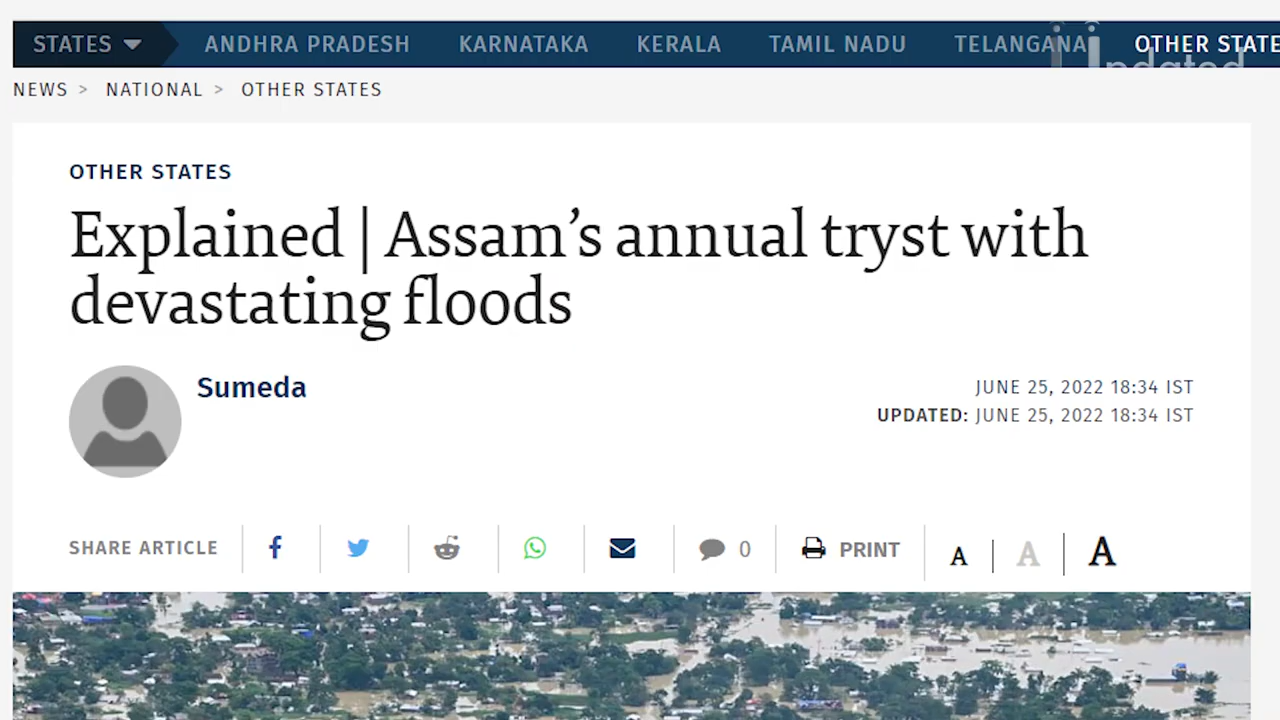 STATES ANDHRA PRADESH KARNATAKA KERALA TAMIL NADU TELANGANA OTHER STATE
NEWS > NATIONAL > OTHER STATES
OTHER STATES
Explained | Assam’s annual tryst with
devastating floods
Sumeda
JUNE 25, 2022 18:34 IST
UPDATED: JUNE 25, 2022 18:34 IST
SHARE ARTICLE 0 PRINT A A A